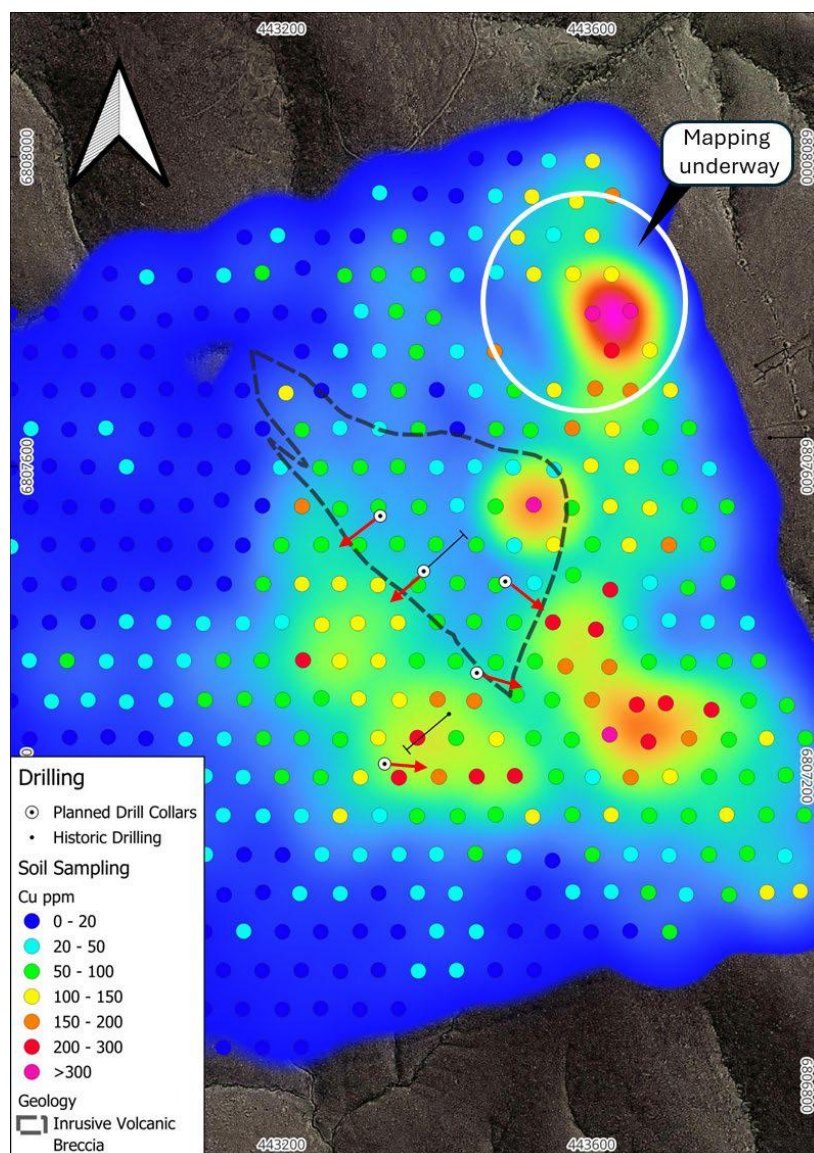 443200
443600
6808000
6808000
Mapping
underway
6807600
6807600
6807200
Drilling
Planned Drill Collars
Historic Drilling
Soil Sampling
Cu ppm
0 - 20
20 - 50
50 - 100
100 - 150
150 - 200
200 - 300
>300
Geology
Inrusive Volcanic
Breccia
6806800
443200
443600